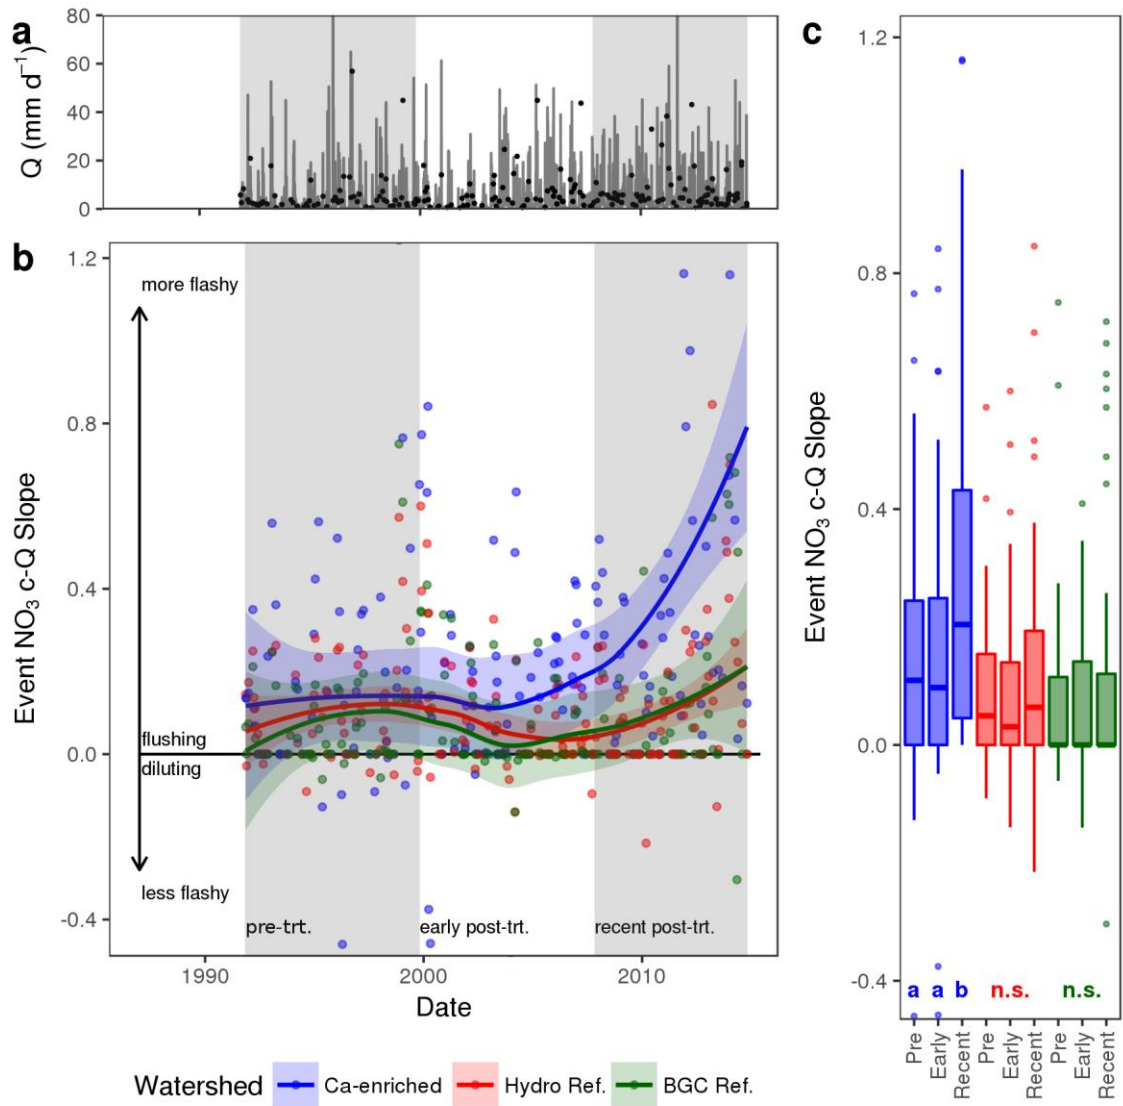 a
Q (mm d⁻¹)
80
60
40
20
0
b
Event NO₃ c-Q Slope
1.2
0.8
0.4
0.0
-0.4
more flashy
flushing
diluting
less flashy
pre-trt.
early post-trt.
recent post-trt.
1990
2000
2010
Date
c
Event NO₃ c-Q Slope
1.2
0.8
0.4
0.0
-0.4
a a b n.s. n.s.
Pre
Early
Recent
Pre
Early
Recent
Pre
Early
Recent
Watershed Ca-enriched Hydro Ref. BGC Ref.